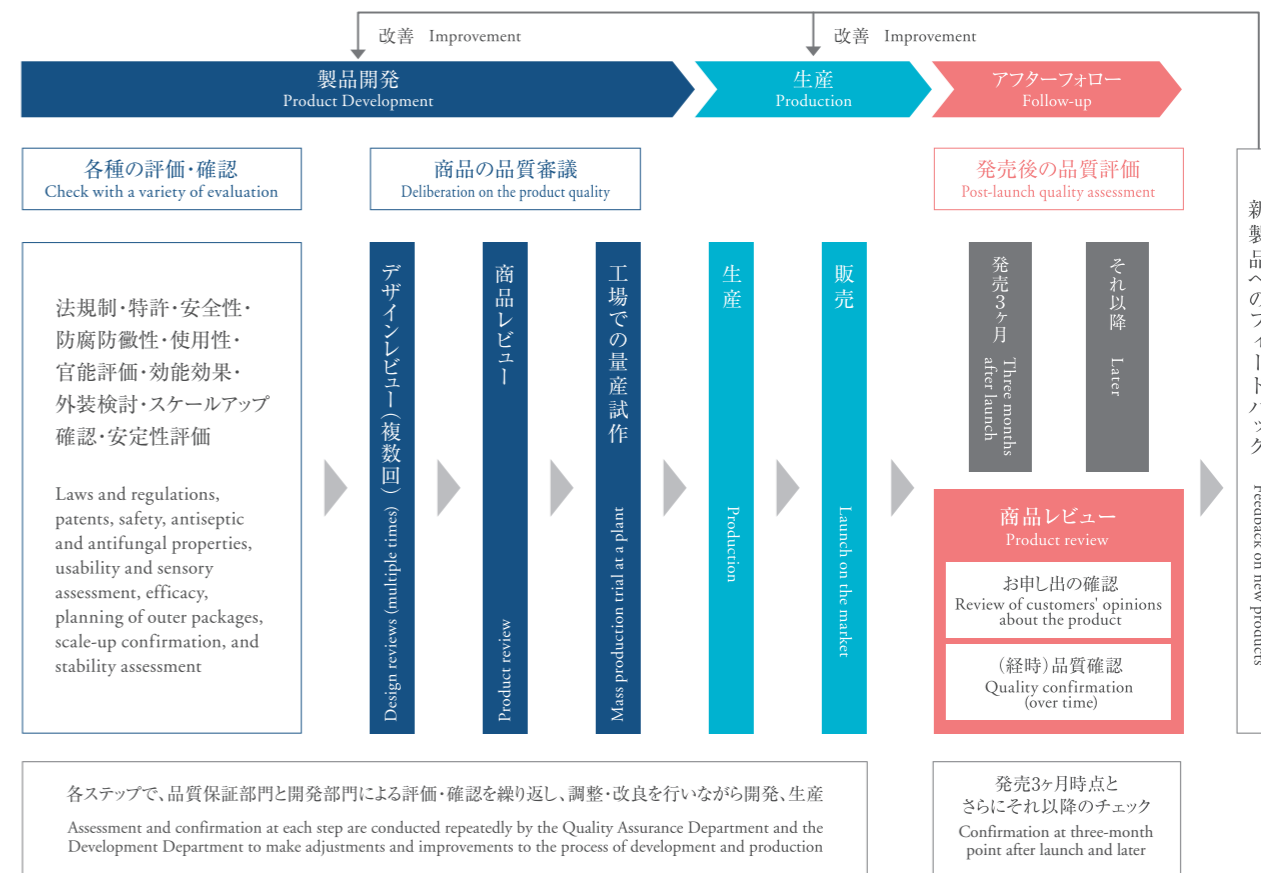 改善 Improvement
改善 Improvement
製品開発
Product Development
生産
Production
アフターフォロー
Follow-up
各種の評価・確認
Check with a variety of evaluation
商品の品質審議
Deliberation on the product quality
発売後の品質評価
Post-launch quality assessment
法規制・特許・安全性・
防腐防黴性・使用性・
官能評価・効能効果・
外装検討・スケールアップ
確認・安定性評価
Laws and regulations,
patents, safety, antiseptic
and antifungal properties,
usability and sensory
assessment, efficacy,
planning of outer packages,
scale-up confirmation, and
stability assessment
デザインレビュー(複数回) Design reviews (multiple times)
商品レビュー Product review
工場での量産試作 Mass production trial at a plant
生産 Production
販売 Launch on the market
発売3ヶ月 Three months
after launch
それ以降 Later
商品レビュー
Product review
お申し出の確認
Review of customers' opinions
about the product
(経時)品質確認
Quality confirmation
(over time)
新製品へのフィードバック Feedback on new products
各ステップで、品質保証部門と開発部門による評価・確認を繰り返し、調整・改良を行いながら開発、生産
Assessment and confirmation at each step are conducted repeatedly by the Quality Assurance Department and the
Development Department to make adjustments and improvements to the process of development and production
発売3ヶ月時点と
さらにそれ以降のチェック
Confirmation at three-month
point after launch and later